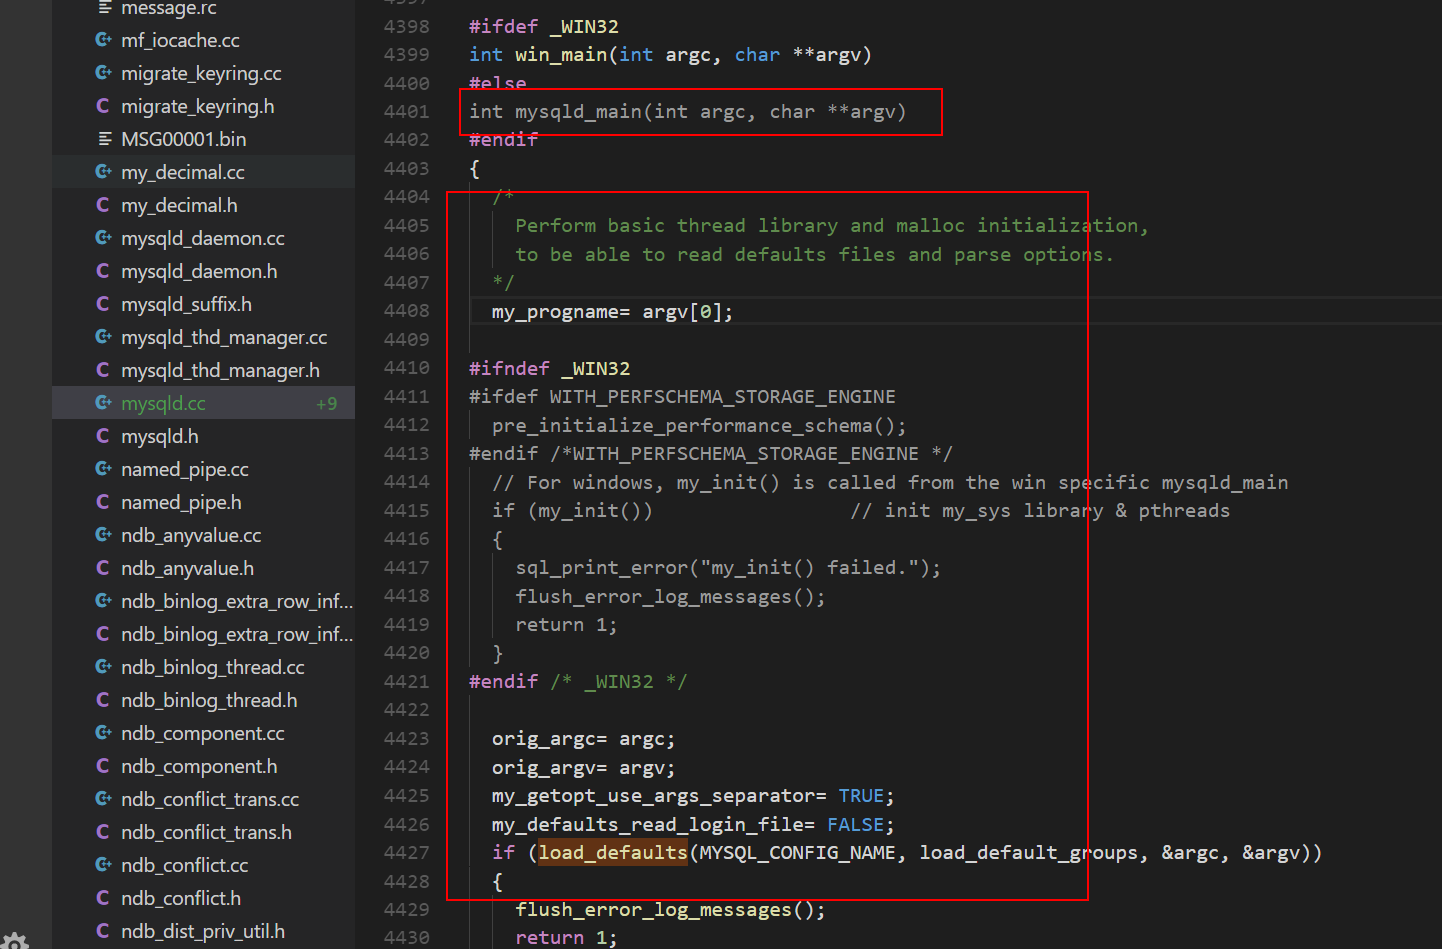 message.rc
mf_iocache.cc
migrate_keyring.cc
migrate_keyring.h
MSG00001.bin
my_decimal.cc
my_decimal.h
mysqld_daemon.cc
mysqld_daemon.h
mysqld_suffix.h
mysqld_thd_manager.cc
mysqld_thd_manager.h
mysqld.cc +9
mysqld.h
named_pipe.cc
named_pipe.h
ndb_anyvalue.cc
ndb_anyvalue.h
ndb_binlog_extra_row_inf...
ndb_binlog_extra_row_inf...
ndb_binlog_thread.cc
ndb_binlog_thread.h
ndb_component.cc
ndb_component.h
ndb_conflict_trans.cc
ndb_conflict_trans.h
ndb_conflict.cc
ndb_conflict.h
ndb_dist_priv_util.h
4397
4398 #ifdef _WIN32
4399 int win_main(int argc, char **argv)
4400 #else
4401 int mysqld_main(int argc, char **argv)
4402 #endif
4403 {
4404 /*
4405 Perform basic thread library and malloc initialization,
4406 to be able to read defaults files and parse options.
4407 */
4408 my_progname= argv[0];
4409
4410 #ifndef _WIN32
4411 #ifdef WITH_PERFSCHEMA_STORAGE_ENGINE
4412 pre_initialize_performance_schema();
4413 #endif /*WITH_PERFSCHEMA_STORAGE_ENGINE */
4414 // For windows, my_init() is called from the win specific mysqld_main
4415 if (my_init()) // init my_sys library & pthreads
4416 {
4417 sql_print_error("my_init() failed.");
4418 flush_error_log_messages();
4419 return 1;
4420 }
4421 #endif /* _WIN32 */
4422
4423 orig_argc= argc;
4424 orig_argv= argv;
4425 my_getopt_use_args_separator= TRUE;
4426 my_defaults_read_login_file= FALSE;
4427 if (load_defaults(MYSQL_CONFIG_NAME, load_default_groups, &argc, &argv))
4428 {
4429 flush_error_log_messages();
4430 return 1;